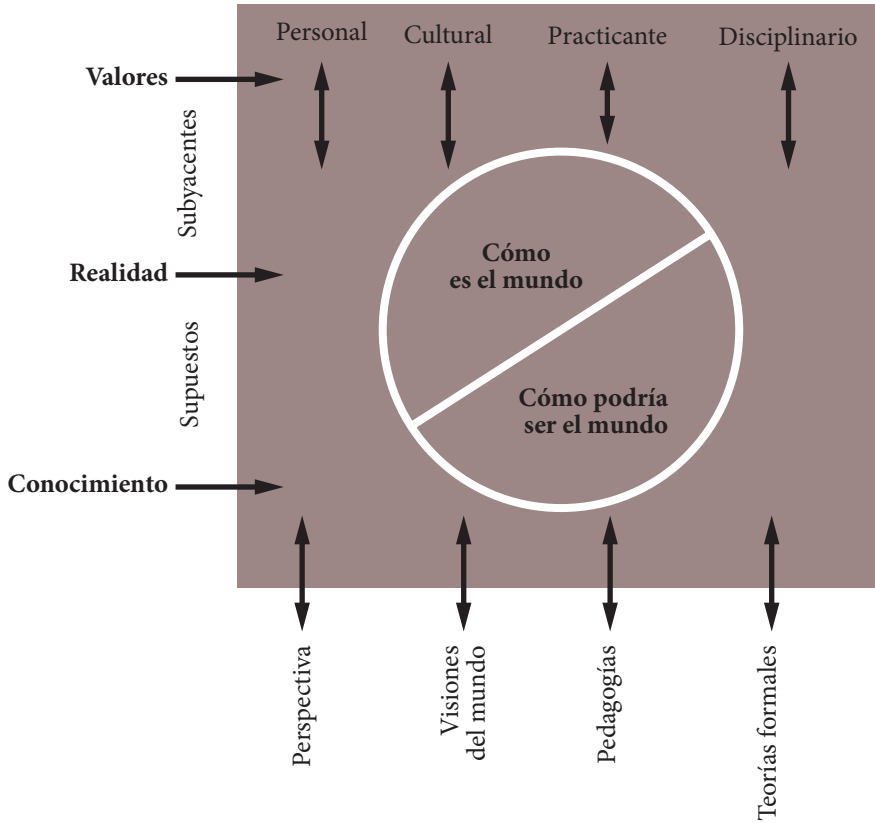 Personal
Cultural
Practicante
Disciplinario
Valores
Subyacentes
Realidad
Supuestos
Conocimiento
Cómo
es el mundo
Cómo podría
ser el mundo
Perspectiva
Visiones
del mundo
Pedagogías
Teorías formales